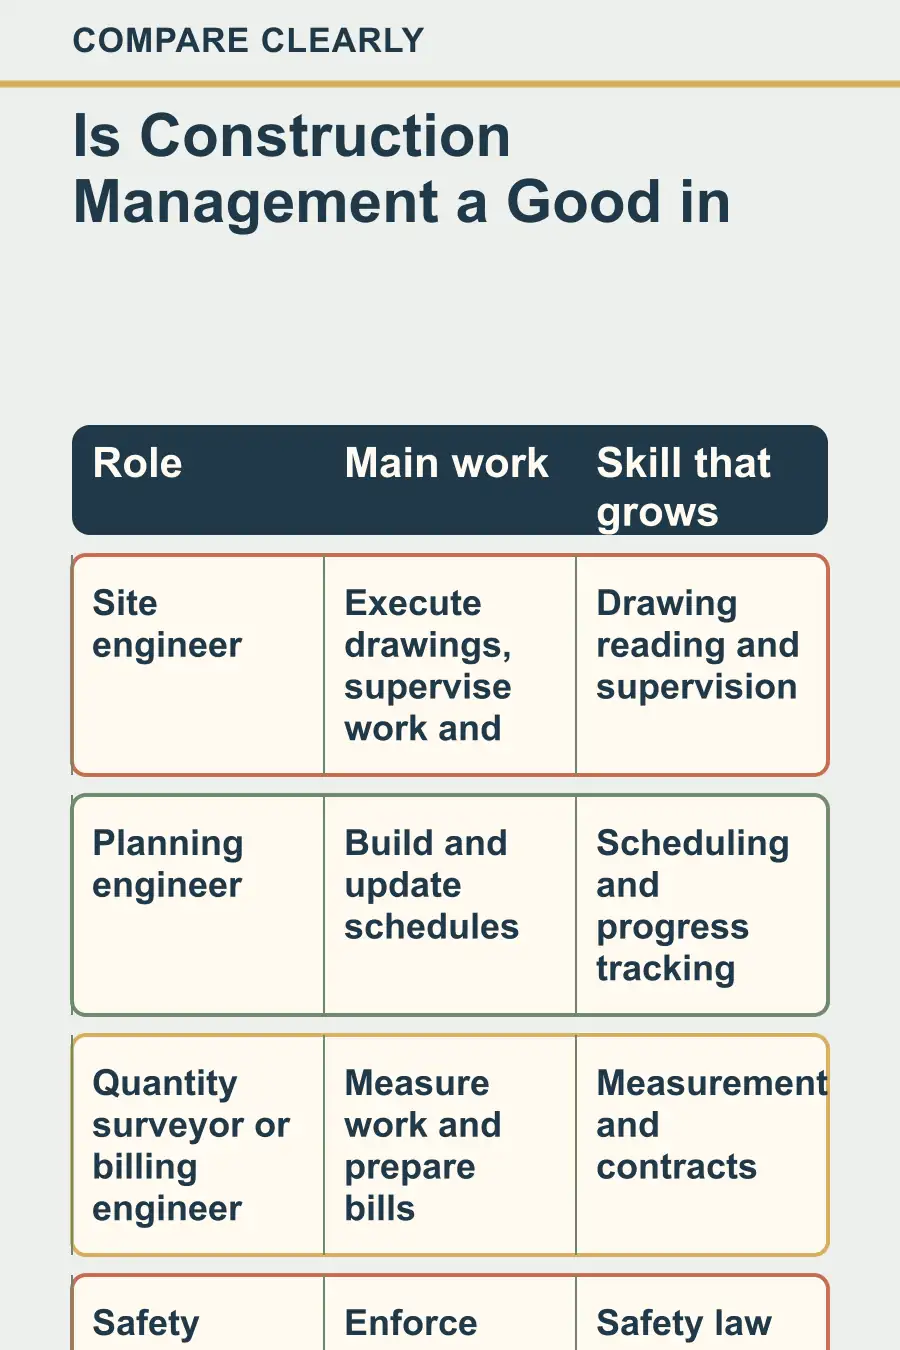 COMPARE CLEARLY
Is Construction
Management a Good in
Role
Main work
Skill that
grows
Site
engineer
Execute
drawings,
supervise
work and
Drawing
reading and
supervision
Planning
engineer
Build and
update
schedules
Scheduling
and
progress
tracking
Quantity
surveyor or
billing
engineer
Measure
work and
prepare
bills
Measurement
and
contracts
Safety
Enforce
Safety law